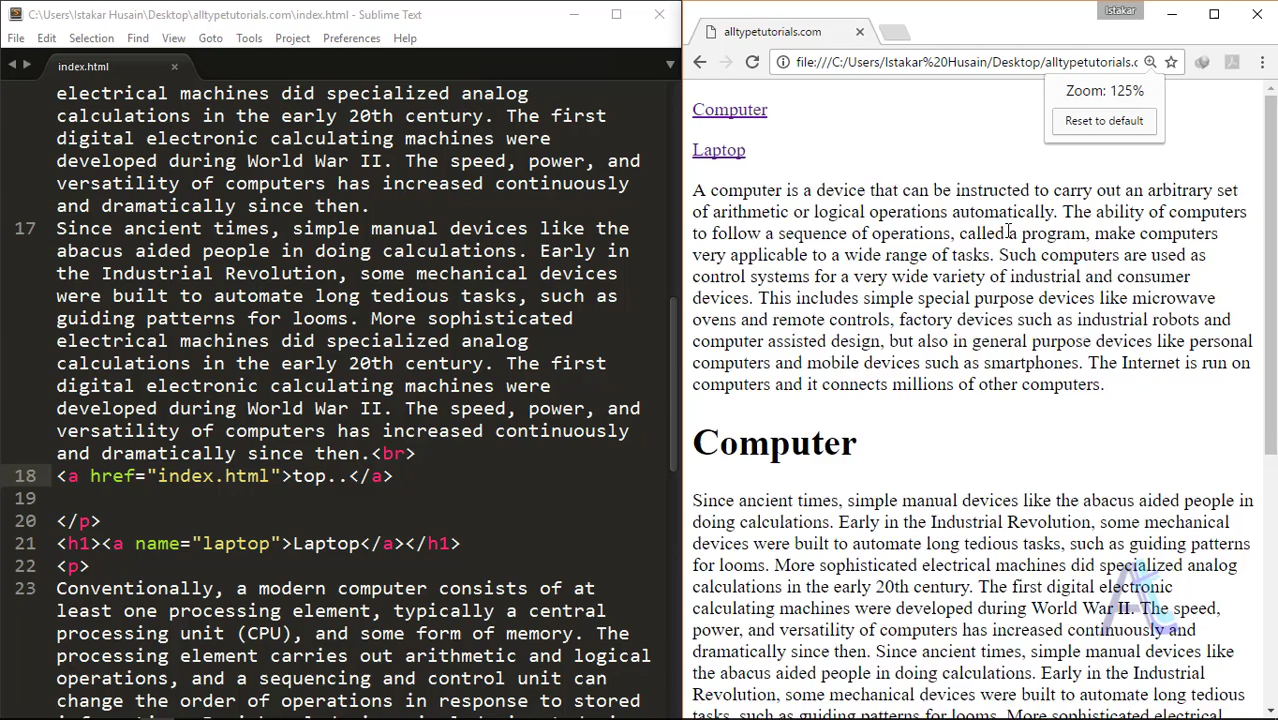 C:\Users\Istakar Husain\Desktop\alltypetutorials.com\index.html - Sublime Text
File Edit Selection Find View Goto Tools Project Preferences Help
index.html
electrical machines did specialized analog
calculations in the early 20th century. The first
digital electronic calculating machines were
developed during World War II. The speed, power, and
versatility of computers has increased continuously
and dramatically since then.
17 Since ancient times, simple manual devices like the
abacus aided people in doing calculations. Early in
the Industrial Revolution, some mechanical devices
were built to automate long tedious tasks, such as
guiding patterns for looms. More sophisticated
electrical machines did specialized analog
calculations in the early 20th century. The first
digital electronic calculating machines were
developed during World War II. The speed, power, and
versatility of computers has increased continuously
and dramatically since then.<br>
18 <a href="index.html">top..</a>
19
20 </p>
21 <h1><a name="laptop">Laptop</a></h1>
22 <p>
23 Conventionally, a modern computer consists of at
least one processing element, typically a central
processing unit (CPU), and some form of memory. The
processing element carries out arithmetic and logical
operations, and a sequencing and control unit can
change the order of operations in response to stored
Istakar
alltypetutorials.com
file:///C:/Users/Istakar%20Husain/Desktop/alltypetutorials.c
Zoom: 125%
Reset to default
Computer
Laptop
A computer is a device that can be instructed to carry out an arbitrary set
of arithmetic or logical operations automatically. The ability of computers
to follow a sequence of operations, called a program, make computers
very applicable to a wide range of tasks. Such computers are used as
control systems for a very wide variety of industrial and consumer
devices. This includes simple special purpose devices like microwave
ovens and remote controls, factory devices such as industrial robots and
computer assisted design, but also in general purpose devices like personal
computers and mobile devices such as smartphones. The Internet is run on
computers and it connects millions of other computers.
Computer
Since ancient times, simple manual devices like the abacus aided people in
doing calculations. Early in the Industrial Revolution, some mechanical
devices were built to automate long tedious tasks, such as guiding patterns
for looms. More sophisticated electrical machines did specialized analog
calculations in the early 20th century. The first digital electronic
calculating machines were developed during World War II. The speed,
power, and versatility of computers has increased continuously and
dramatically since then. Since ancient times, simple manual devices like
the abacus aided people in doing calculations. Early in the Industrial
Revolution, some mechanical devices were built to automate long tedious
tasks, such as guiding patterns for looms. More sophisticated electrical